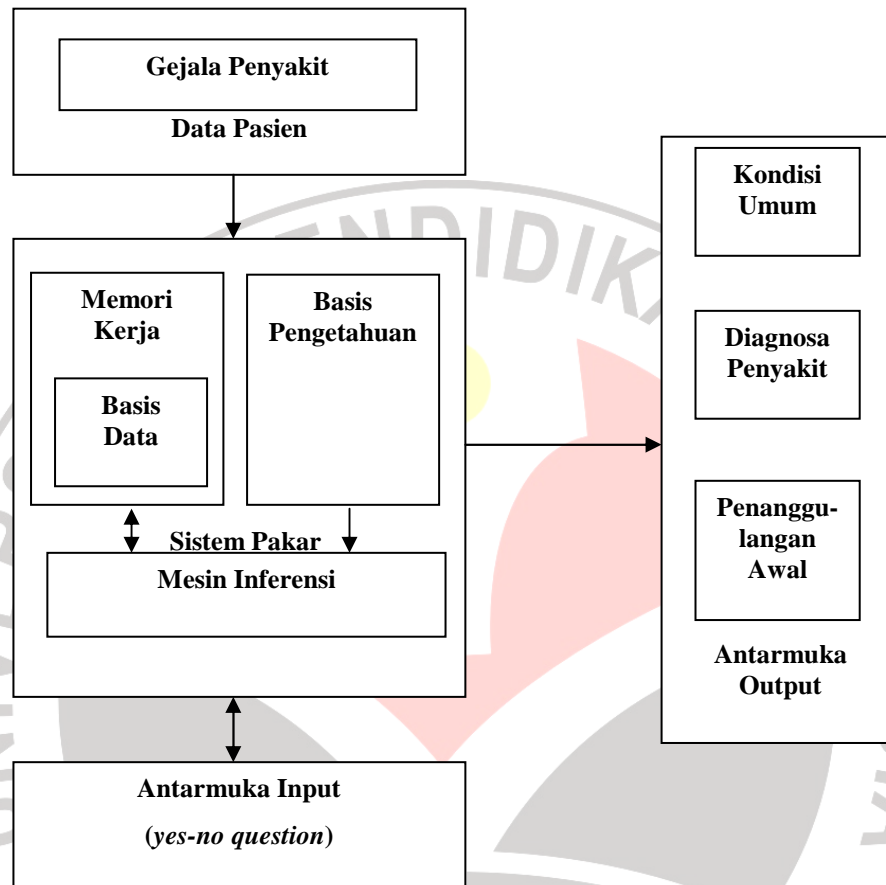 Gejala Penyakit
Data Pasien
Memori
Kerja
Basis
Data
Basis
Pengetahuan
Sistem Pakar
Mesin Inferensi
Antarmuka Input
(yes-no question)
Kondisi
Umum
Diagnosa
Penyakit
Penanggu-
langan
Awal
Antarmuka
Output